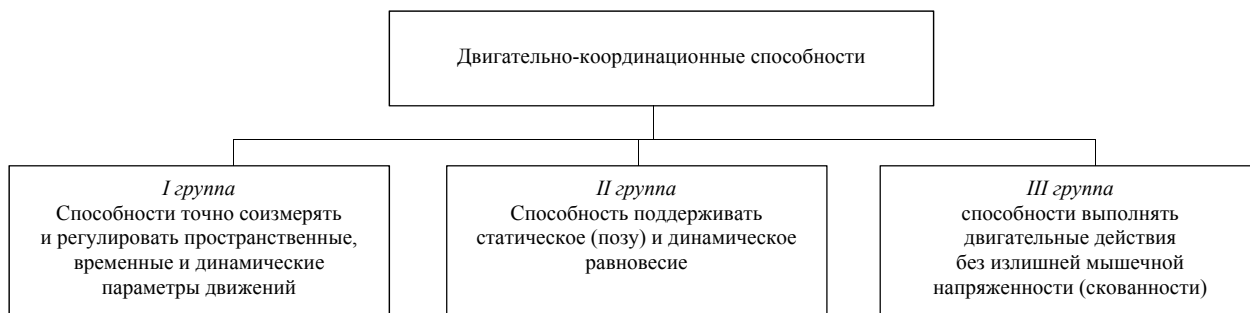 Двигательно-координационные способности
I группа
Способности точно соизмерять
и регулировать пространственные,
временные и динамические
параметры движений
II группа
Способность поддерживать
статическое (позу) и динамическое
равновесие
III группа
способности выполнять
двигательные действия
без излишней мышечной
напряженности (скованности)